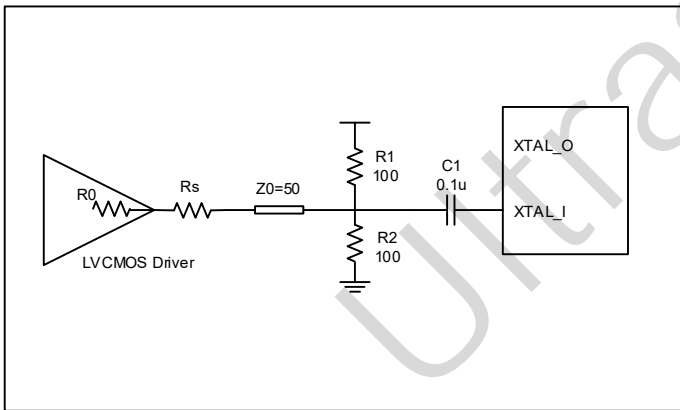 R0
Rs
Z0=50
R1
100
R2
100
C1
0.1u
XTAL_O
XTAL_I
LVCMOS Driver
Ultra